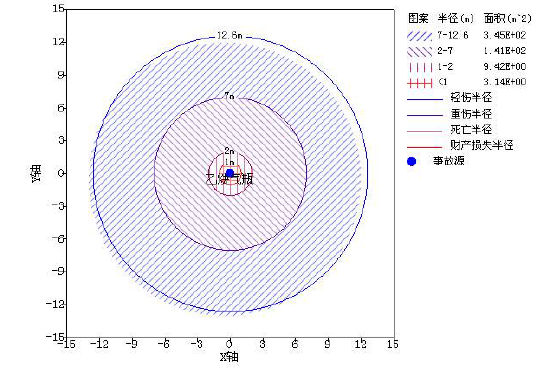 图案 半径(m) 面积(m^2)
7-12.6 3.45E+02
2-7 1.41E+02
1-2 9.42E+00
<1 3.14E+00
轻伤半径
重伤半径
死亡半径
财产损失半径
事故源
15
12
9
6
3
0
-3
-6
-9
-12
-15
Y轴
12.6m
7m
2m
1m
-15 -12 -9 -6 -3 0 3 6 9 12 15
X轴